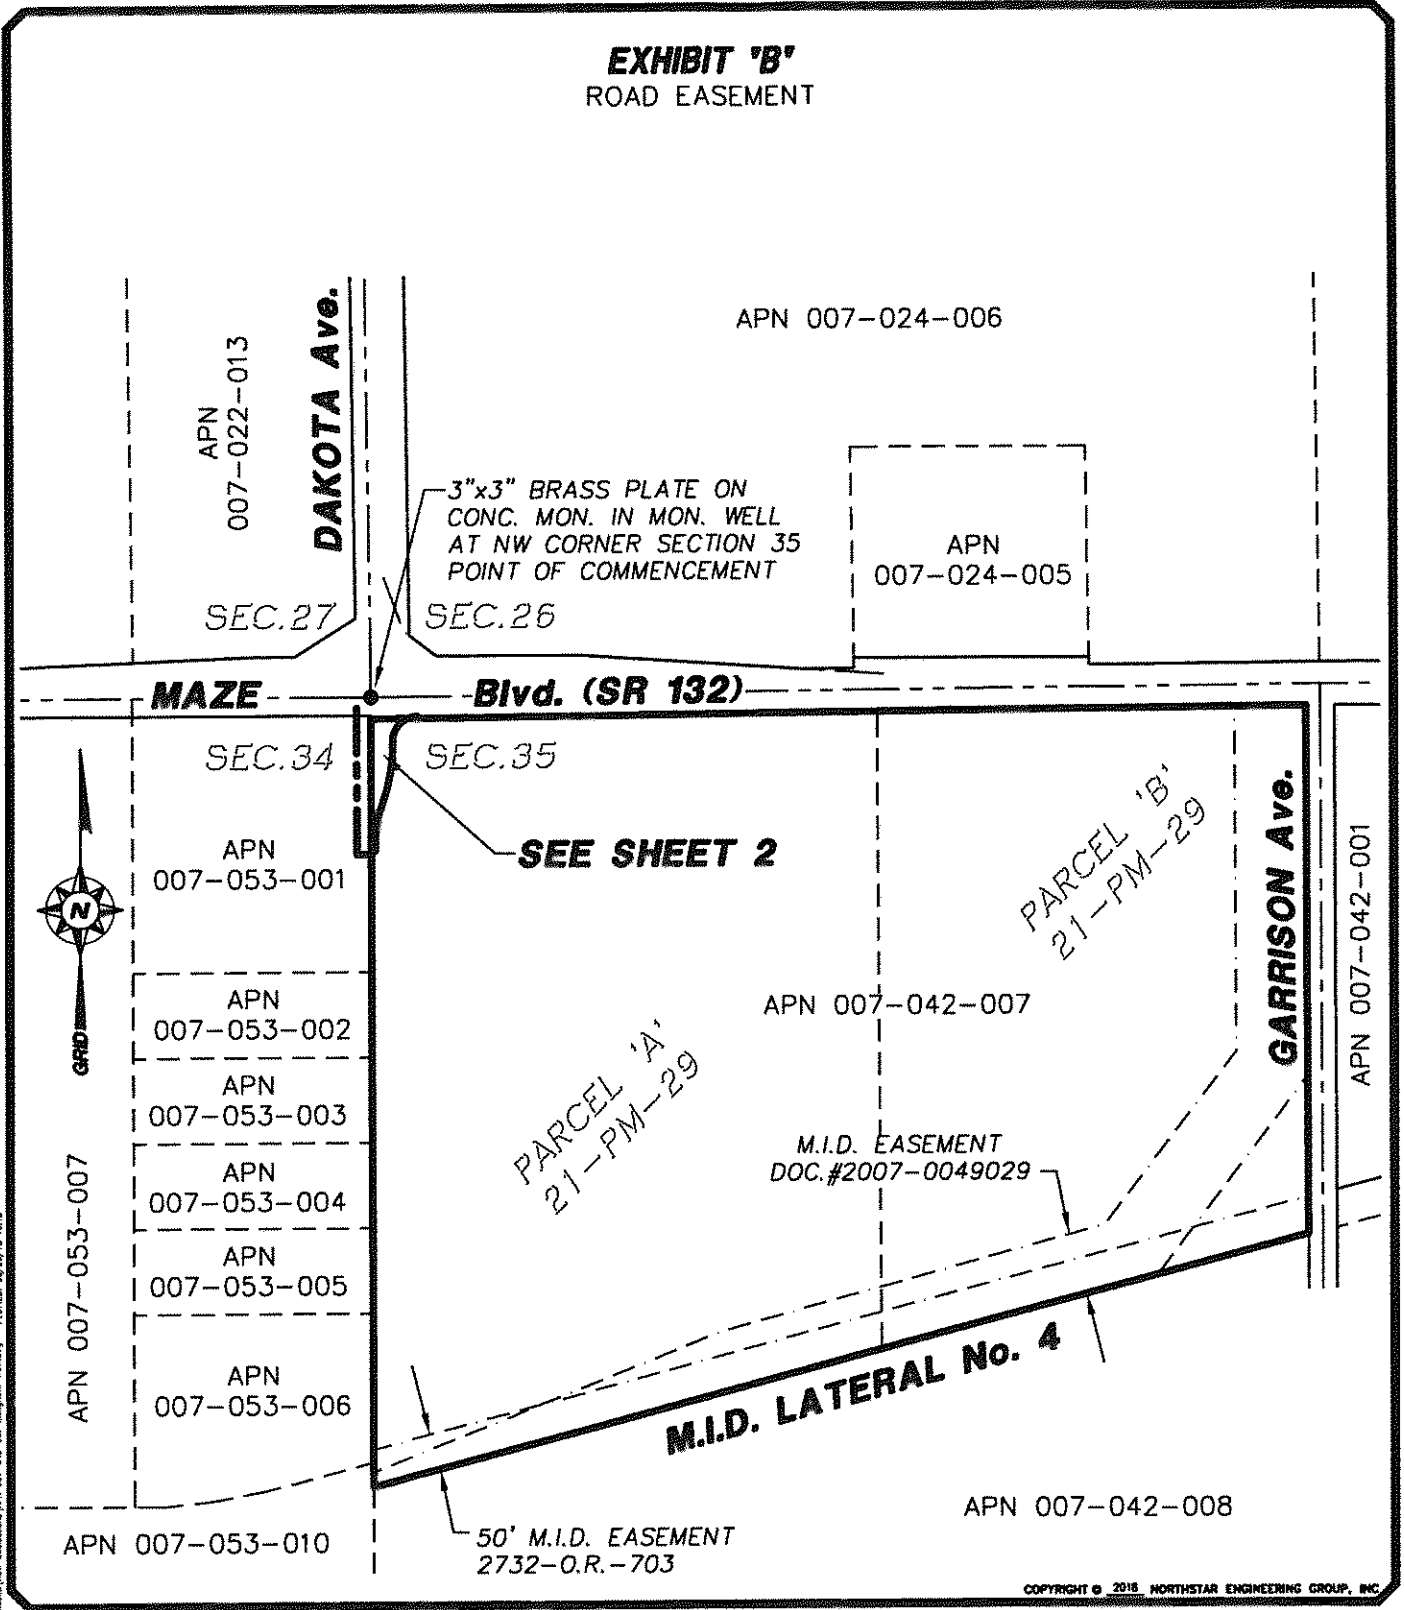 EXHIBIT 'B'
ROAD EASEMENT
APN 007-024-006
APN
007-022-013
DAKOTA Ave.
3"x3" BRASS PLATE ON
CONC. MON. IN MON. WELL
AT NW CORNER SECTION 35
POINT OF COMMENCEMENT
APN
007-024-005
SEC.27
SEC.26
MAZE Blvd. (SR 132)
SEC.34
SEC.35
SEE SHEET 2
APN
007-053-001
PARCEL 'B'
21-PM-29
GARRISON Ave.
APN 007-042-001
N
GRID
APN
007-053-002
APN 007-042-007
APN
007-053-003
PARCEL 'A'
21-PM-29
M.I.D. EASEMENT
DOC.#2007-0049029
APN 007-053-007
APN
007-053-004
APN
007-053-005
APN
007-053-006
M.I.D. LATERAL No. 4
APN 007-042-008
APN 007-053-010
50' M.I.D. EASEMENT
2732-O.R.-703
COPYRIGHT © 2018 NORTHSTAR ENGINEERING GROUP, INC